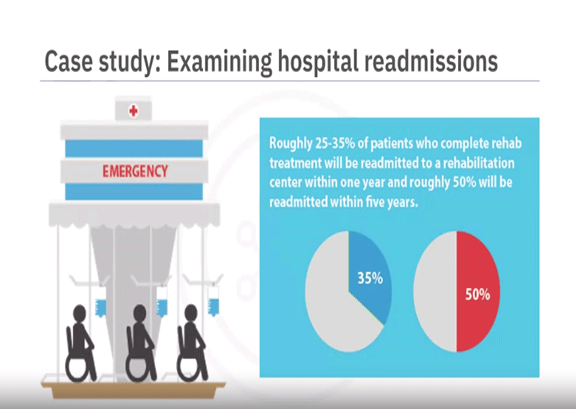 Case study: Examining hospital readmissions
EMERGENCY
Roughly 25-35% of patients who complete rehab
treatment will be readmitted to a rehabilitation
center within one year and roughly 50% will be
readmitted within five years.
35%
50%